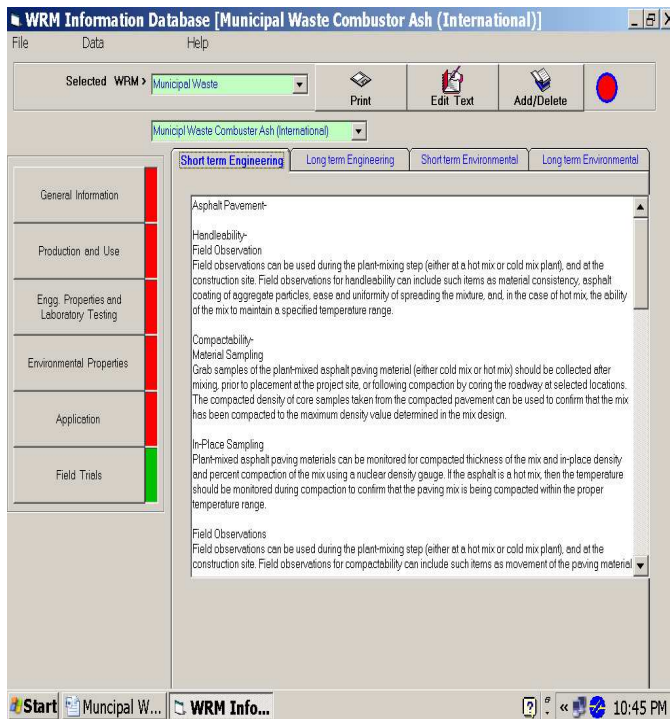 WRM Information Database [Municipal Waste Combustor Ash (International)]
File Data Help
Selected WRM > Municipal Waste
Print Edit Text Add/Delete
Municipl Waste Combuster Ash (International)
Short term Engineering Long term Engineering Short term Environmental Long term Environmental
General Information
Production and Use
Engg. Properties and
Laboratory Testing
Environmental Properties
Application
Field Trials
Asphalt Pavement-
Handleability-
Field Observation
Field observations can be used during the plant-mixing step (either at a hot mix or cold mix plant), and at the
construction site. Field observations for handleability can include such items as material consistency, asphalt
coating of aggregate particles, ease and uniformity of spreading the mixture, and, in the case of hot mix, the ability
of the mix to maintain a specified temperature range.
Compactability-
Material Sampling
Grab samples of the plant-mixed asphalt paving material (either cold mix or hot mix) should be collected after
mixing, prior to placement at the project site, or following compaction by coring the roadway at selected locations.
The compacted density of core samples taken from the compacted pavement can be used to confirm that the mix
has been compacted to the maximum density value determined in the mix design.
In-Place Sampling
Plant-mixed asphalt paving materials can be monitored for compacted thickness of the mix and in-place density
and percent compaction of the mix using a nuclear density gauge. If the asphalt is a hot mix, then the temperature
should be monitored during compaction to confirm that the paving mix is being compacted within the proper
temperature range.
Field Observations
Field observations can be used during the plant-mixing step (either at a hot mix or cold mix plant), and at the
construction site. Field observations for compactability can include such items as movement of the paving material
Start Muncipal W... WRM Info... 10:45 PM